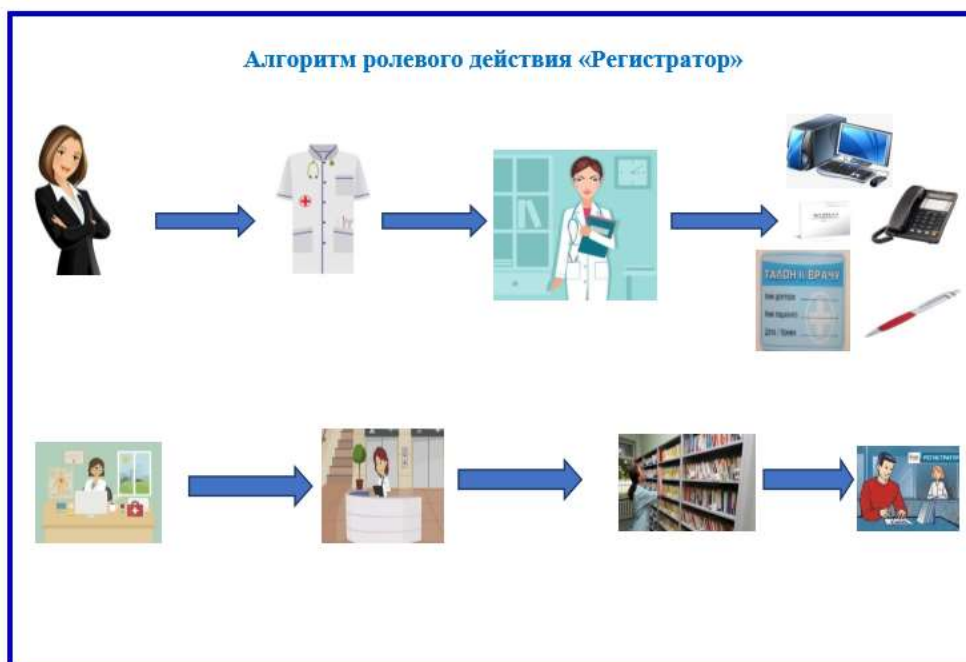 Алгоритм ролевого действия «Регистратор»
ТАЛОН К ВРАЧУ
РЕГИСТРАТОР